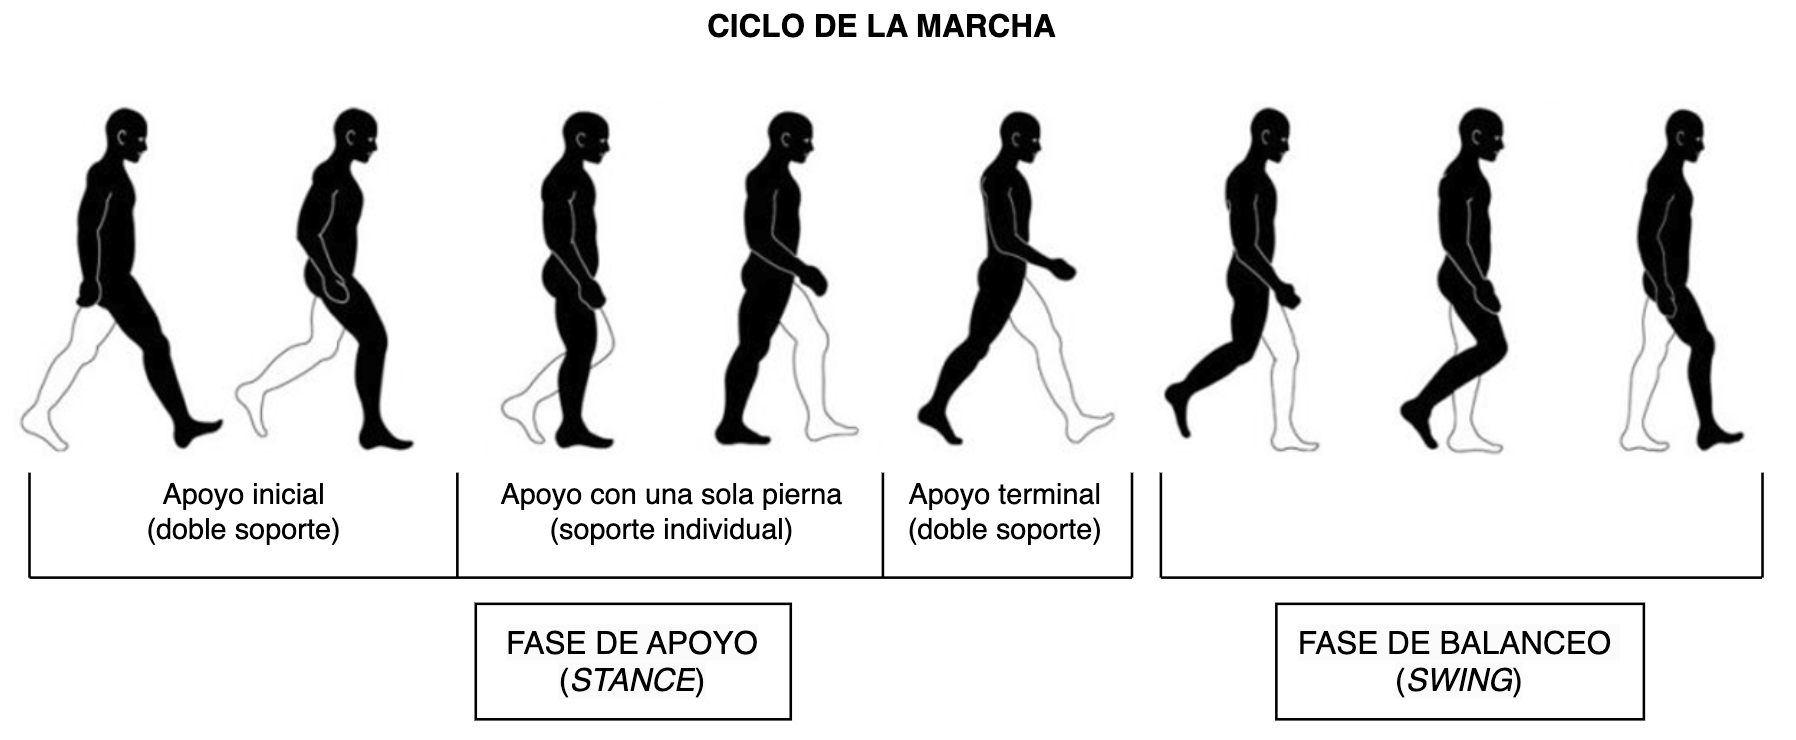 CICLO DE LA MARCHA
Apoyo inicial
(doble soporte)
Apoyo con una sola pierna
(soporte individual)
Apoyo terminal
(doble soporte)
FASE DE APOYO
(STANCE)
FASE DE BALANCEO
(SWING)